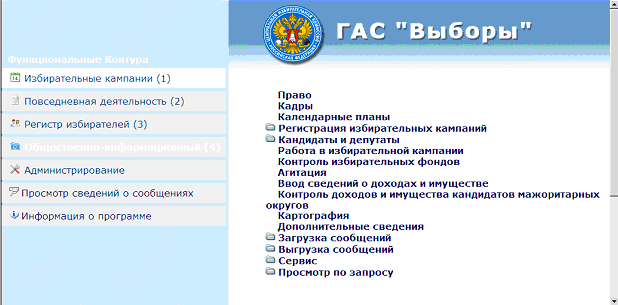 ГАС "Выборы"
Функциональные Контура
Избирательные кампании (1)
Повседневная деятельность (2)
Регистр избирателей (3)
Общественно-информационный (4)
Администрирование
Просмотр сведений о сообщениях
Информация о программе
Право
Кадры
Календарные планы
Регистрация избирательных кампаний
Кандидаты и депутаты
Работа в избирательной кампании
Контроль избирательных фондов
Агитация
Ввод сведений о доходах и имуществе
Контроль доходов и имущества кандидатов мажоритарных
округов
Картография
Дополнительные сведения
Загрузка сообщений
Выгрузка сообщений
Сервис
Просмотр по запросу